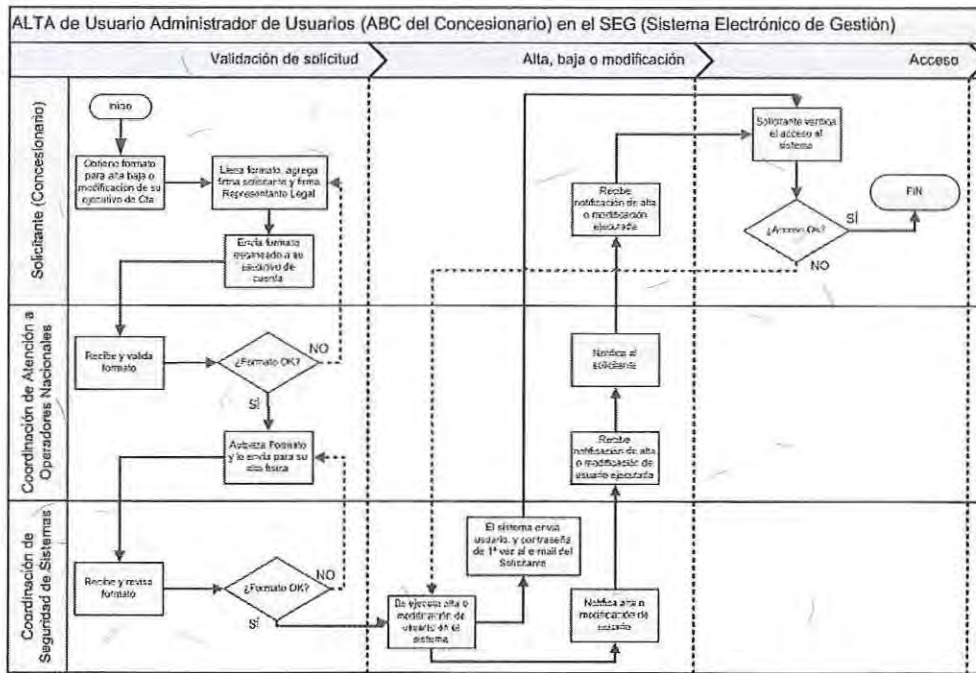 ALTA de Usuario Administrador de Usuarios (ABC del Concesionario) en el SEG (Sistema Electrónico de Gestión)
Validación de solicitud
Alta, baja o modificación
Acceso
Solicitante (Concesionario)
Inicio
Obtiene formato
para alta baja o
modificación de su
ejecutivo de Cta
Llena formato, agrega
firma solicitante y firma
Representante Legal
Envía formato
escaneado a su
ejecutivo de
cuenta
Recibe
notificación de alta
o modificación
ejecutada
Solicitante verifica
el acceso al
sistema
¿Acceso Ok?
SÍ
NO
FIN
Coordinación de Atención a
Operadores Nacionales
Recibe y valida
formato
¿Formato OK?
NO
SÍ
Autoriza Formato
y lo envía para su
alta física
Notifica al
solicitante
Recibe
notificación de alta
o modificación de
usuario ejecutada
Coordinación de
Seguridad de Sistemas
Recibe y revisa
formato
¿Formato OK?
NO
SÍ
Se ejecuta alta o
modificación de
usuario en el
sistema
El sistema envía
usuario, y contraseña
de 1ª vez al e-mail del
Solicitante
Notifica alta o
modificación de
usuario